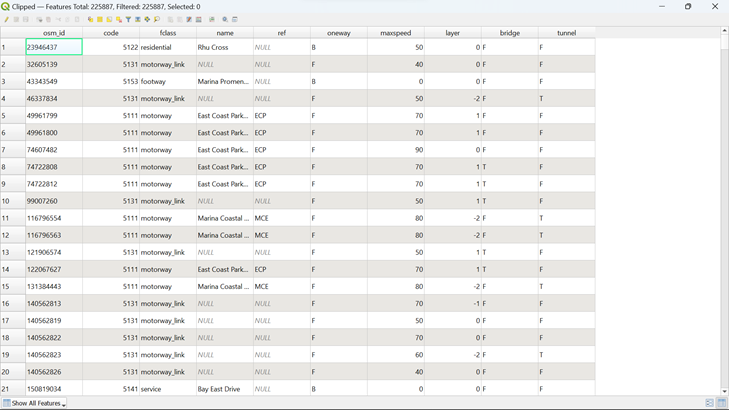 Clipped — Features Total: 225887, Filtered: 225887, Selected: 0
osm_id code fclass name ref oneway maxspeed layer bridge tunnel
1 23946437 5122 residential Rhu Cross NULL B 50 0 F F
2 32605139 5131 motorway_link NULL NULL F 40 0 F F
3 43343549 5153 footway Marina Promen... NULL B 0 0 F F
4 46337834 5131 motorway_link NULL NULL F 50 -2 F T
5 49961799 5111 motorway East Coast Park... ECP F 70 1 F F
6 49961800 5111 motorway East Coast Park... ECP F 70 1 F F
7 74607482 5111 motorway East Coast Park... ECP F 90 0 F F
8 74722808 5111 motorway East Coast Park... ECP F 70 1 T F
9 74722812 5111 motorway East Coast Park... ECP F 70 1 T F
10 99007260 5131 motorway_link NULL NULL F 50 1 T F
11 116796554 5111 motorway Marina Coastal ... MCE F 80 -2 F T
12 116796563 5111 motorway Marina Coastal ... MCE F 80 -2 F T
13 121906574 5131 motorway_link NULL NULL F 50 1 T F
14 122067627 5111 motorway East Coast Park... ECP F 70 1 T F
15 131384443 5111 motorway Marina Coastal ... MCE F 80 -2 F T
16 140562813 5131 motorway_link NULL NULL F 70 -1 F F
17 140562819 5131 motorway_link NULL NULL F 50 0 F F
18 140562822 5131 motorway_link NULL NULL F 70 0 F F
19 140562823 5131 motorway_link NULL NULL F 60 -2 F T
20 140562826 5131 motorway_link NULL NULL F 40 0 F F
21 150819034 5141 service Bay East Drive NULL B 0 0 F F
Show All Features